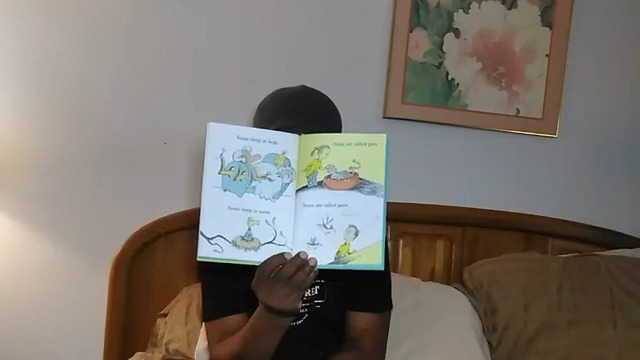 Some sleep in beds.
Some sleep in nests.
Some are called pets.
Some are called pests.